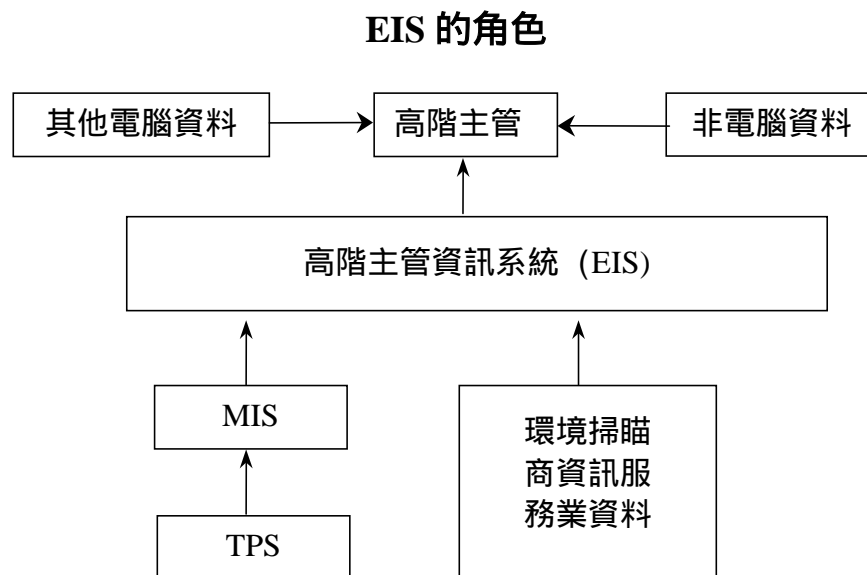 EIS 的角色
其他電腦資料
高階主管
非電腦資料
高階主管資訊系統（EIS）
MIS
環境掃瞄
商資訊服
務業資料
TPS